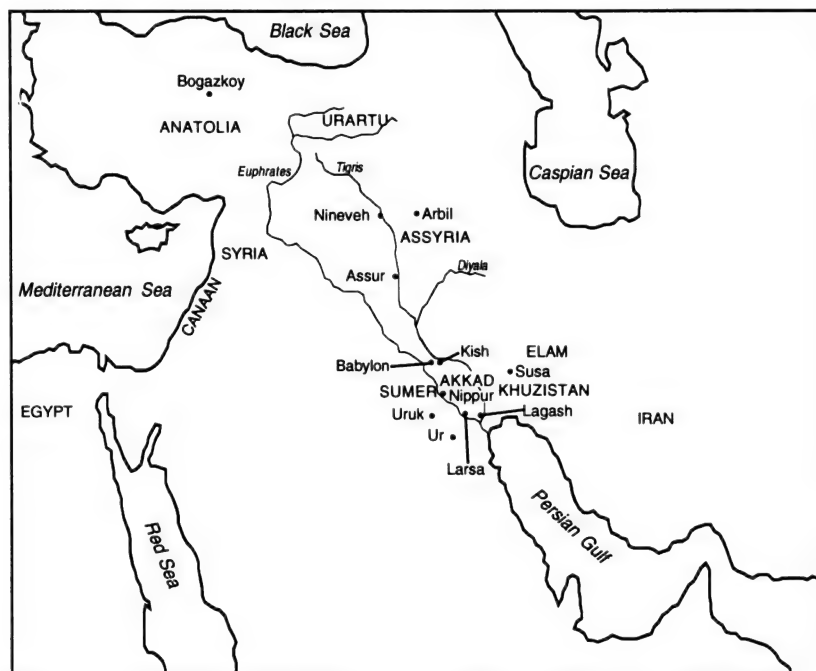 Black Sea
Bogazkoy
ANATOLIA
URARTU
Euphrates
Tigris
Caspian Sea
Nineveh
Arbil
ASSYRIA
SYRIA
Diyala
Assur
Mediterranean Sea
CANAAN
Babylon
Kish
ELAM
Susa
AKKAD
SUMER
Nippur
KHUZISTAN
EGYPT
Uruk
Lagash
IRAN
Ur
Larsa
Persian Gulf
Red Sea